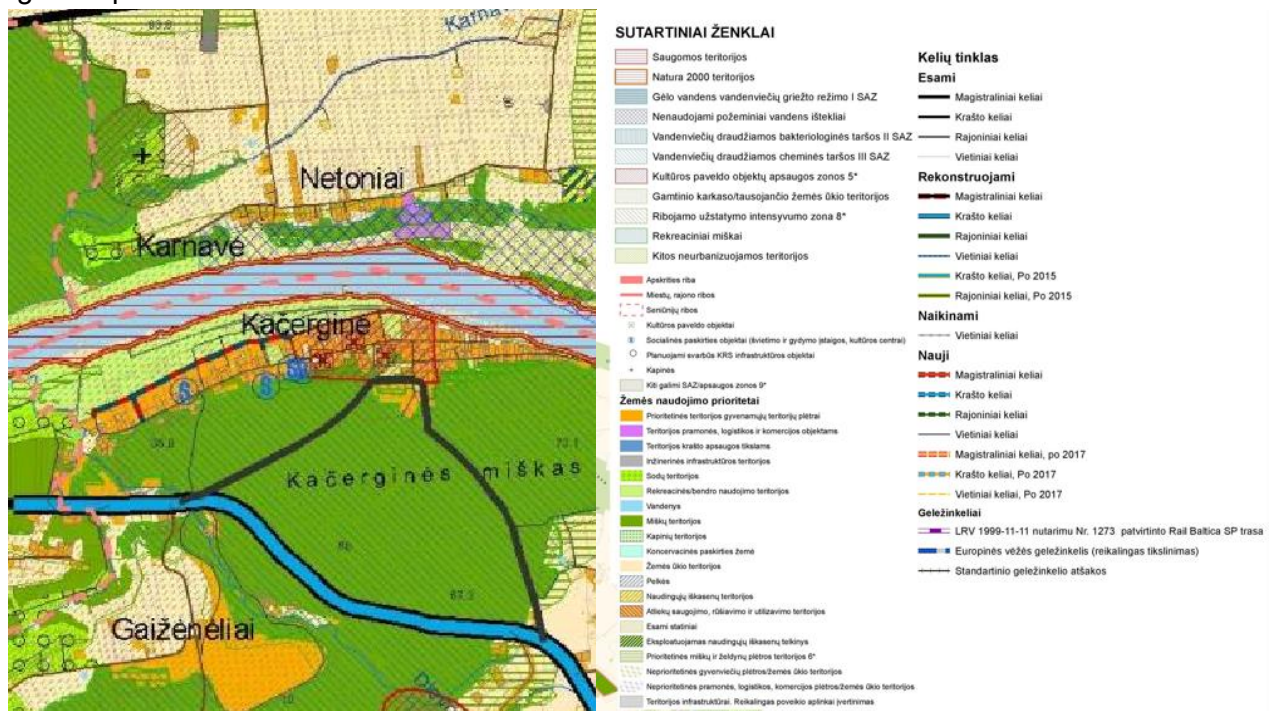 Netoniai
Karnavė
Kačerginė
Kačerginės miškas
Gaižėnėliai
SUTARTINIAI ŽENKLAI
Saugomos teritorijos
Natura 2000 teritorijos
Gėlo vandens vandenviečių griežto režimo I SAZ
Nenaudojami požeminiai vandens ištekliai
Vandenviečių draudžiamos bakteriologinės taršos II SAZ
Vandenviečių draudžiamos cheminės taršos III SAZ
Kultūros paveldo objektų apsaugos zonos 5*
Gamtinio karkaso/tausojančio žemės ūkio teritorijos
Ribojamo užstatymo intensyvumo zona 8*
Rekreaciniai miškai
Kitos neurbanizuojamos teritorijos
Apskrities riba
Miestų, rajono ribos
Seniūnijų ribos
Kultūros paveldo objektai
Socialinės paskirties objektai (švietimo ir gydymo įstaigos, kultūros centrai)
Planuojami svarbūs KRS infrastruktūros objektai
Kapinės
Kiti galimi SAZ/apsaugos zonos 9*
Žemės naudojimo prioritetai
Prioritetinės teritorijos gyvenamųjų teritorijų plėtrai
Teritorijos pramonės, logistikos ir komercijos objektams
Teritorijos krašto apsaugos tikslams
Inžinerinės infrastruktūros teritorijos
Sodų teritorijos
Rekreacinės/bendro naudojimo teritorijos
Vandenys
Miškų teritorijos
Kapinių teritorijos
Koncervacinės paskirties žemė
Žemės ūkio teritorijos
Pelkės
Naudingųjų iškasenų teritorijos
Atliekų saugojimo, rūšiavimo ir utilizavimo teritorijos
Esami statiniai
Eksploatuojamas naudingųjų iškasenų telkinys
Prioritetinės miškų ir želdynų plėtros teritorijos 6*
Neprioritetinės gyvenviečių plėtros/žemės ūkio teritorijos
Neprioritetinės pramonės, logistikos, komercijos plėtros/žemės ūkio teritorijos
Teritorijos infrastruktūrai. Reikalingas poveikio aplinkai įvertinimas
Kelių tinklas
Esami
Magistraliniai keliai
Krašto keliai
Rajoniniai keliai
Vietiniai keliai
Rekonstruojami
Magistraliniai keliai
Krašto keliai
Rajoniniai keliai
Vietiniai keliai
Krašto keliai, Po 2015
Rajoniniai keliai, Po 2015
Naikinami
Vietiniai keliai
Nauji
Magistraliniai keliai
Krašto keliai
Rajoniniai keliai
Vietiniai keliai
Magistraliniai keliai, po 2017
Krašto keliai, Po 2017
Vietiniai keliai, Po 2017
Geležinkeliai
LRV 1999-11-11 nutarimu Nr. 1273 patvirtinto Rail Baltica SP trasa
Europinės vėžės geležinkelis (reikalingas tikslinimas)
Standartinio geležinkelio atšakos